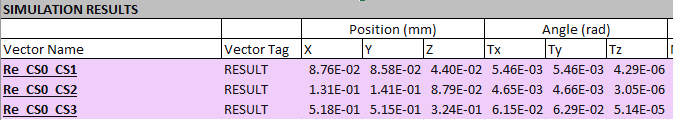 SIMULATION RESULTS
Position (mm) Angle (rad)
Vector Name Vector Tag X Y Z Tx Ty Tz
Re_CS0_CS1 RESULT 8.76E-02 8.58E-02 4.40E-02 5.46E-03 5.46E-03 4.29E-06
Re_CS0_CS2 RESULT 1.31E-01 1.41E-01 8.79E-02 4.65E-03 4.66E-03 3.05E-06
Re_CS0_CS3 RESULT 5.18E-01 5.15E-01 3.24E-01 6.15E-02 6.29E-02 5.14E-05